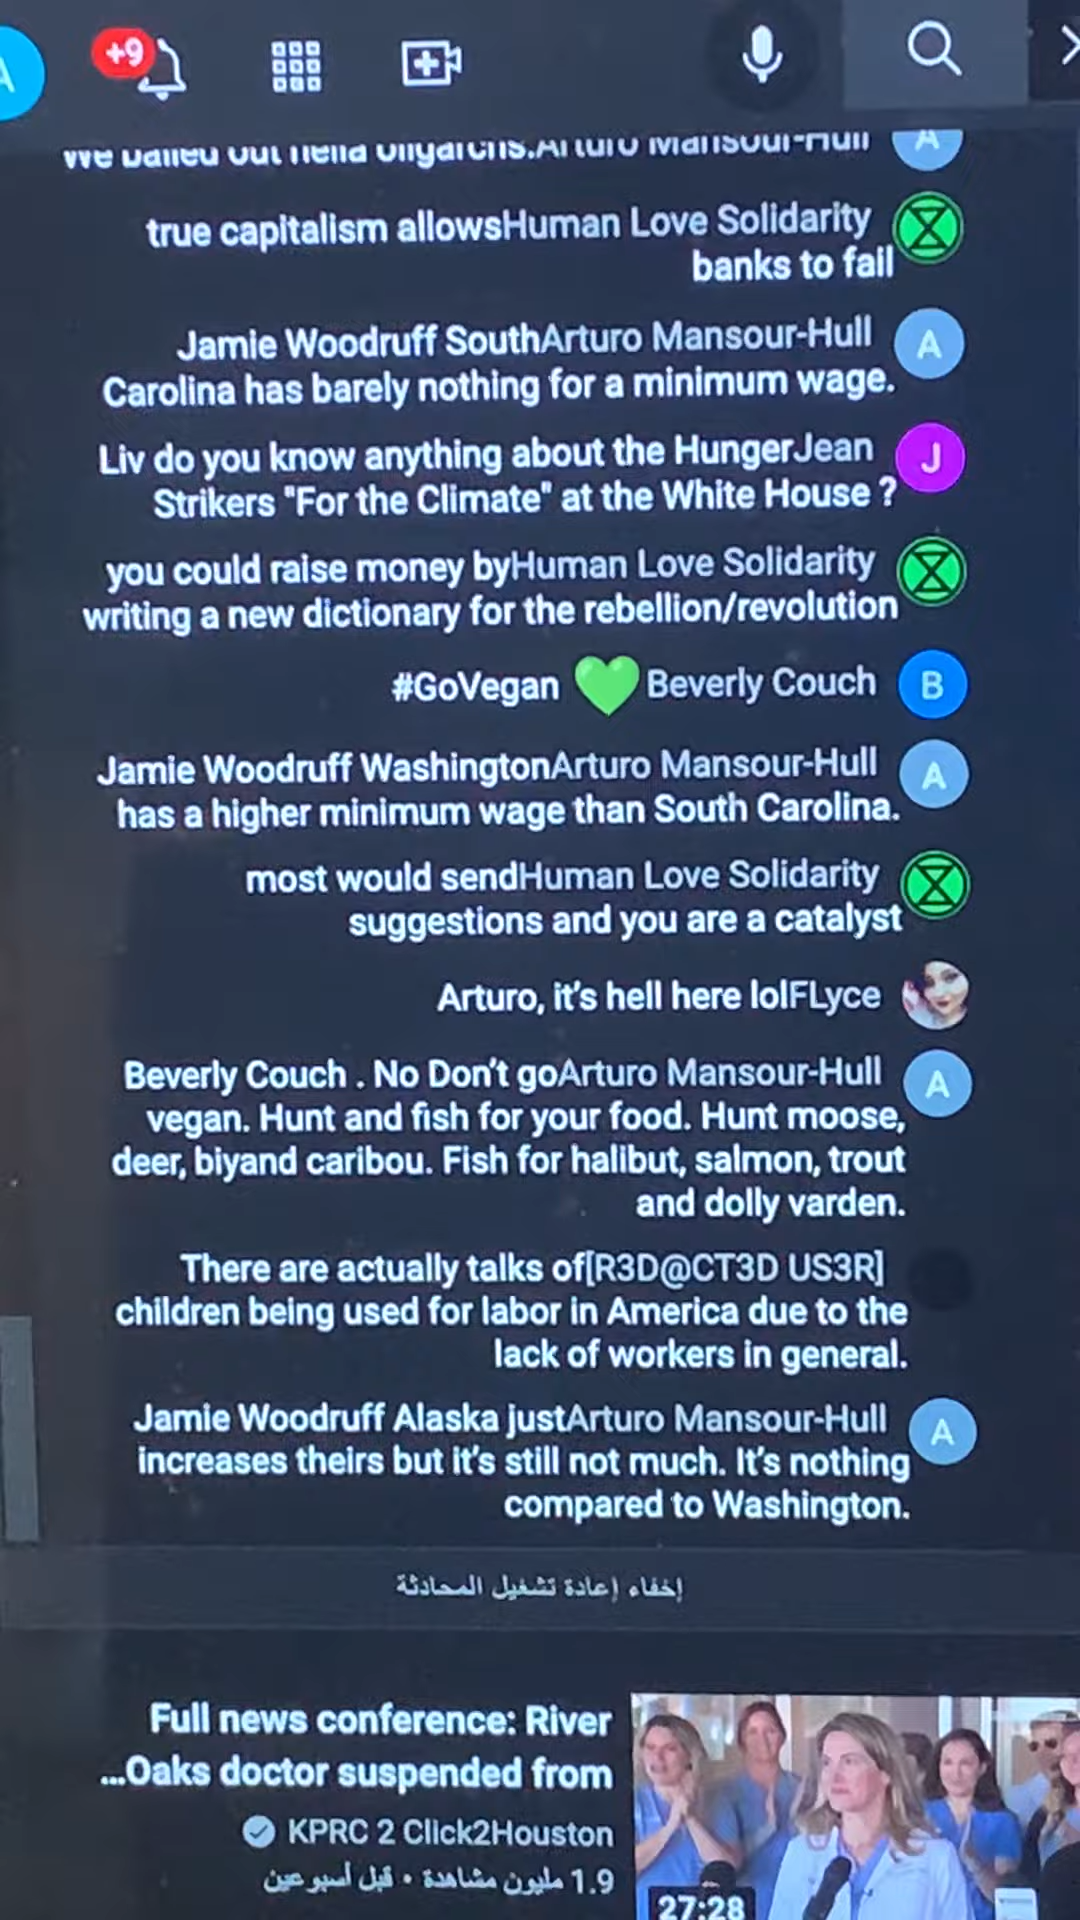 A
+9
We bailed out hella oligarchs.Arturo Mansour-Hull
A
true capitalism allowsHuman Love Solidarity
banks to fail
Jamie Woodruff SouthArturo Mansour-Hull
A
Carolina has barely nothing for a minimum wage.
Liv do you know anything about the HungerJean
J
Strikers "For the Climate" at the White House ?
you could raise money byHuman Love Solidarity
writing a new dictionary for the rebellion/revolution
#GoVegan 💚 Beverly Couch
B
Jamie Woodruff WashingtonArturo Mansour-Hull
A
has a higher minimum wage than South Carolina.
most would sendHuman Love Solidarity
suggestions and you are a catalyst
Arturo, it's hell here lolFLyce
Beverly Couch . No Don't goArturo Mansour-Hull
A
vegan. Hunt and fish for your food. Hunt moose,
deer, biyand caribou. Fish for halibut, salmon, trout
and dolly varden.
There are actually talks of[R3D@CT3D US3R]
children being used for labor in America due to the
lack of workers in general.
Jamie Woodruff Alaska justArturo Mansour-Hull
A
increases theirs but it's still not much. It's nothing
compared to Washington.
إخفاء إعادة تشغيل المحادثة
Full news conference: River
...Oaks doctor suspended from
KPRC 2 Click2Houston
1.9 مليون مشاهدة • قبل أسبوعين
27:28